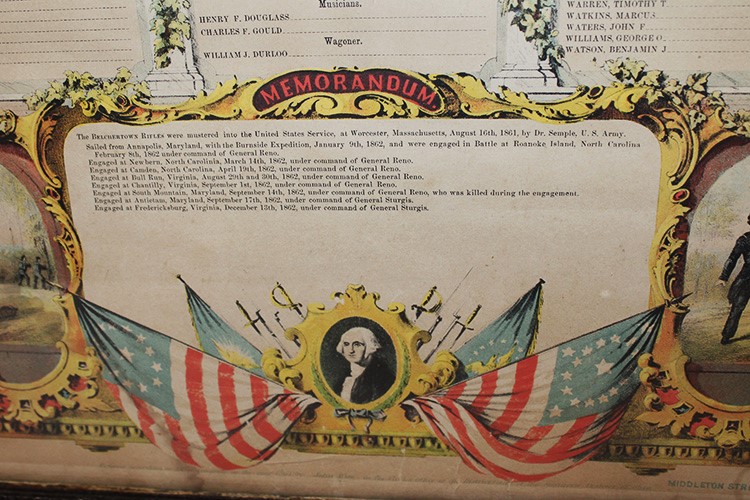 Musicians.
HENRY F. DOUGLASS
CHARLES F. GOULD
Wagoner.
WILLIAM J. DURLOO
WARREN, TIMOTHY T
WATKINS, MARCUS
WATERS, JOHN F.
WILLIAMS, GEORGE O.
WATSON, BENJAMIN J
MEMORANDUM.
The BELCHERTOWN RIFLES were mustered into the United States Service, at Worcester, Massachusetts, August 16th, 1861, by Dr. Semple, U. S. Army.
Sailed from Annapolis, Maryland, with the Burnside Expedition, January 9th, 1862, and were engaged in Battle at Roanoke Island, North Carolina
February 8th, 1862 under command of General Reno.
Engaged at Newbern, North Carolinia, March 14th, 1862, under command of General Reno.
Engaged at Camden, North Carolina, April 19th, 1862, under command of General Reno.
Engaged at Bull Run, Virginia, August 29th and 30th, 1862, under command of General Reno.
Engaged at Chantilly, Virginia, September 1st, 1862, under command of General Reno.
Engaged at South Mountain, Maryland, September 14th, 1862, under command of General Reno, who was killed during the engagement.
Engaged at Antietam, Maryland, September 17th, 1862, under command of General Sturgis.
Engaged at Fredericksburg, Virginia, December 13th, 1862, under command of General Sturgis.
MIDDLETON